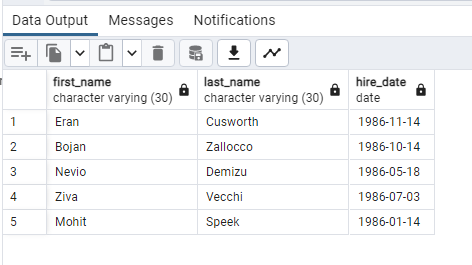 Data Output Messages Notifications
first_name last_name hire_date
character varying (30) character varying (30) date
1 Eran Cusworth 1986-11-14
2 Bojan Zallocco 1986-10-14
3 Nevio Demizu 1986-05-18
4 Ziva Vecchi 1986-07-03
5 Mohit Speek 1986-01-14